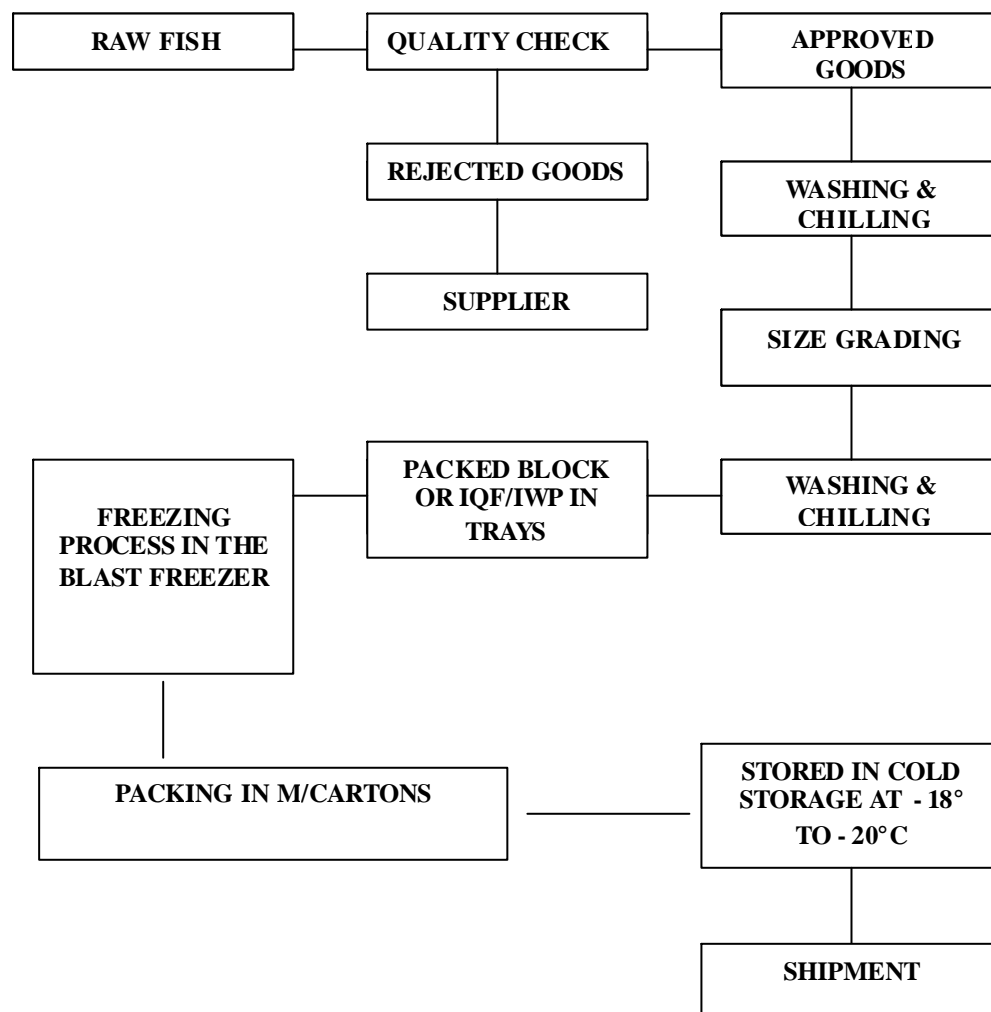 RAW FISH
QUALITY CHECK
APPROVED
GOODS
REJECTED GOODS
WASHING &
CHILLING
SUPPLIER
SIZE GRADING
PACKED BLOCK
OR IQF/IWP IN
TRAYS
WASHING &
CHILLING
FREEZING
PROCESS IN THE
BLAST FREEZER
PACKING IN M/CARTONS
STORED IN COLD
STORAGE AT - 18°
TO - 20°C
SHIPMENT